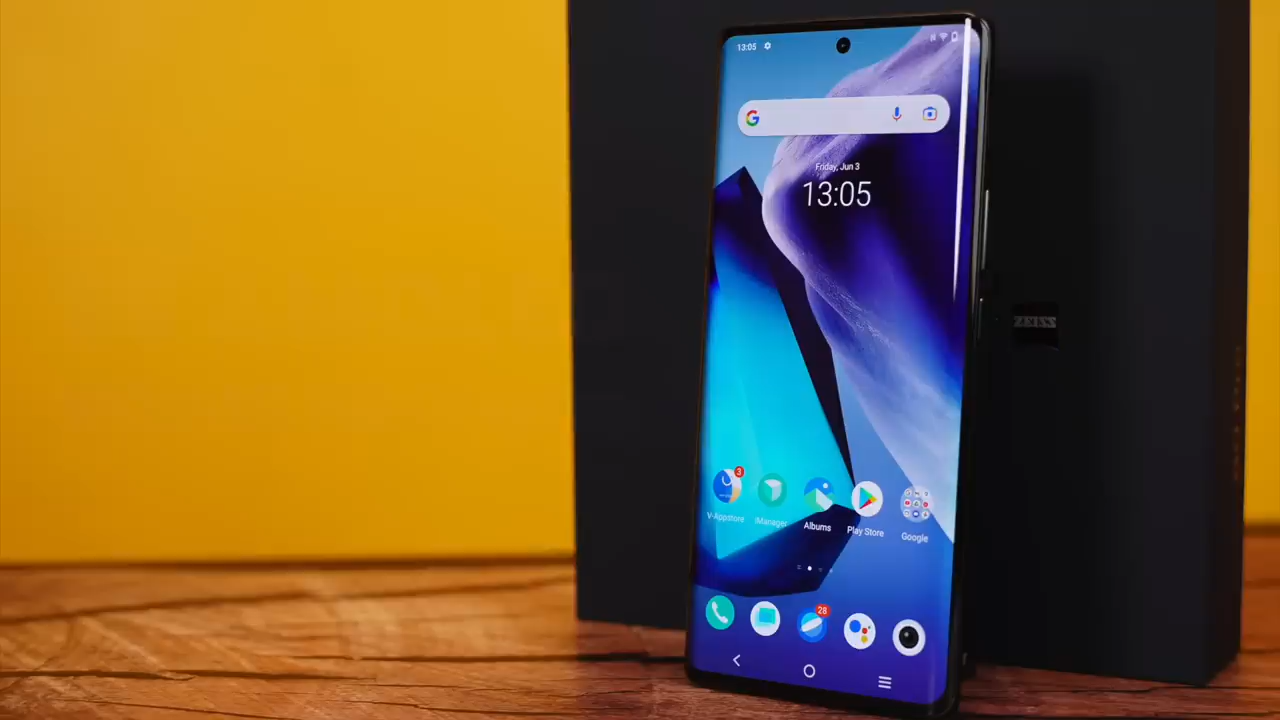 13:05
Friday, Jun 3
13:05
3
V-Appstore
iManager
Albums
Play Store
Google
28
ZEISS